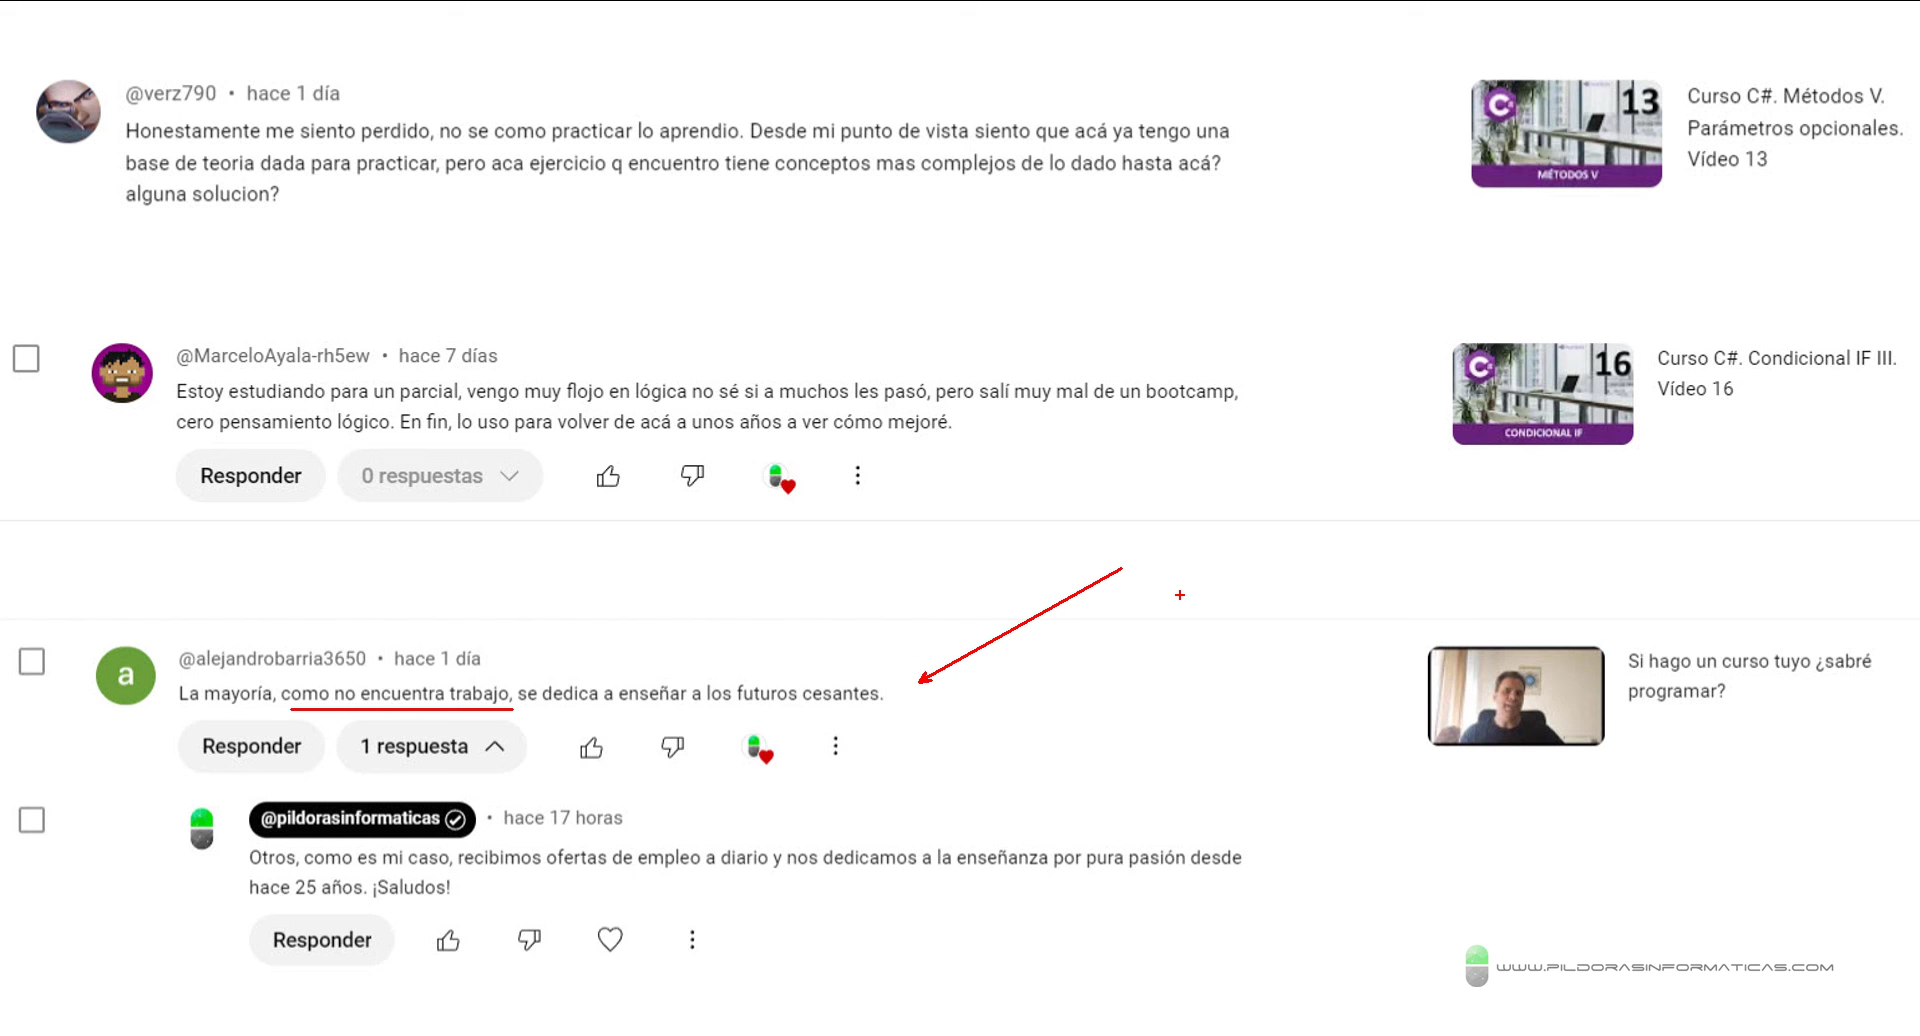 @verz790 • hace 1 día
Honestamente me siento perdido, no se como practicar lo aprendio. Desde mi punto de vista siento que acá ya tengo una
base de teoria dada para practicar, pero aca ejercicio q encuentro tiene conceptos mas complejos de lo dado hasta acá?
alguna solucion?
13
MÉTODOS V
Curso C#. Métodos V.
Parámetros opcionales.
Vídeo 13
@MarceloAyala-rh5ew • hace 7 días
Estoy estudiando para un parcial, vengo muy flojo en lógica no sé si a muchos les pasó, pero salí muy mal de un bootcamp,
cero pensamiento lógico. En fin, lo uso para volver de acá a unos años a ver cómo mejoré.
Responder 0 respuestas
16
CONDICIONAL IF
Curso C#. Condicional IF III.
Vídeo 16
a
@alejandrobarria3650 • hace 1 día
La mayoría, como no encuentra trabajo, se dedica a enseñar a los futuros cesantes.
Responder 1 respuesta
Si hago un curso tuyo ¿sabré
programar?
@pildorasinformaticas • hace 17 horas
Otros, como es mi caso, recibimos ofertas de empleo a diario y nos dedicamos a la enseñanza por pura pasión desde
hace 25 años. ¡Saludos!
Responder
WWW.PILDORASINFORMATICAS.COM